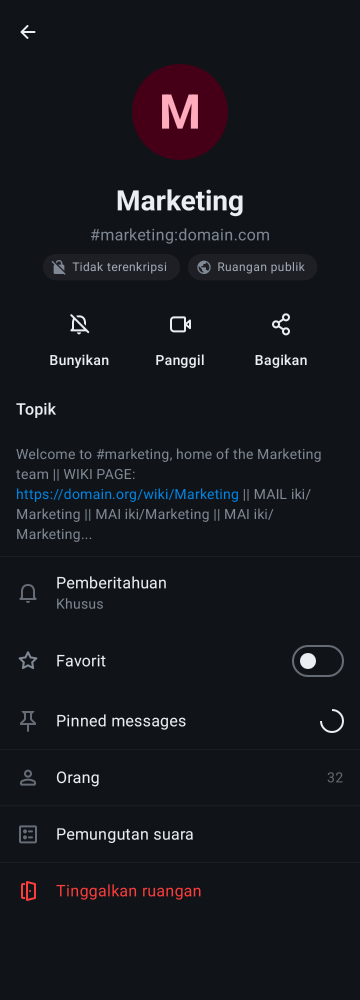 M
Marketing
#marketing:domain.com
Tidak terenkripsi
Ruangan publik
Bunyikan
Panggil
Bagikan
Topik
Welcome to #marketing, home of the Marketing
team || WIKI PAGE:
https://domain.org/wiki/Marketing || MAIL iki/
Marketing || MAI iki/Marketing || MAI iki/
Marketing...
Pemberitahuan
Khusus
Favorit
Pinned messages
Orang 32
Pemungutan suara
Tinggalkan ruangan